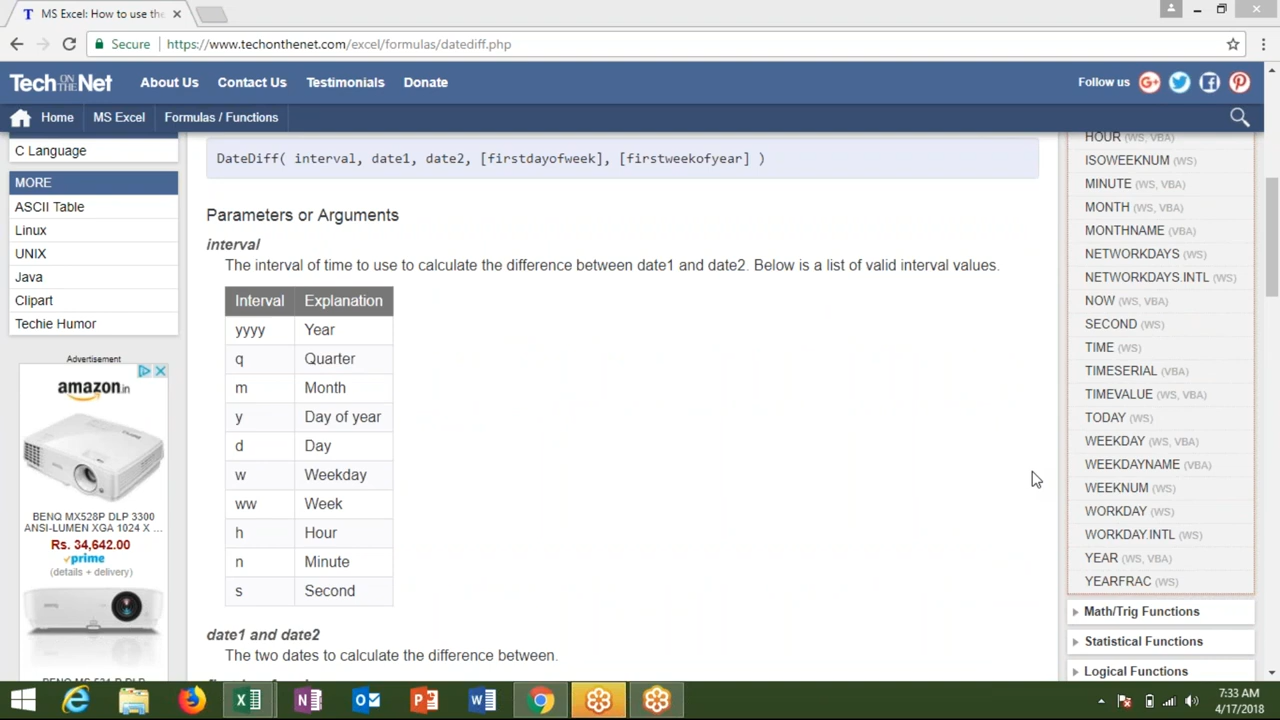 MS Excel: How to use the
Secure
https://www.techonthenet.com/excel/formulas/datediff.php
Tech ON THE Net
About Us
Contact Us
Testimonials
Donate
Follow us
Home
MS Excel
Formulas / Functions
C Language
MORE
ASCII Table
Linux
UNIX
Java
Clipart
Techie Humor
Advertisement
amazon.in
BENQ MX528P DLP 3300
ANSI-LUMEN XGA 1024 X ...
Rs. 34,642.00
prime
(details + delivery)
DateDiff( interval, date1, date2, [firstdayofweek], [firstweekofyear] )
Parameters or Arguments
interval
The interval of time to use to calculate the difference between date1 and date2. Below is a list of valid interval values.
Interval Explanation
yyyy Year
q Quarter
m Month
y Day of year
d Day
w Weekday
ww Week
h Hour
n Minute
s Second
date1 and date2
The two dates to calculate the difference between.
HOUR (WS, VBA)
ISOWEEKNUM (WS)
MINUTE (WS, VBA)
MONTH (WS, VBA)
MONTHNAME (VBA)
NETWORKDAYS (WS)
NETWORKDAYS.INTL (WS)
NOW (WS, VBA)
SECOND (WS)
TIME (WS)
TIMESERIAL (VBA)
TIMEVALUE (WS, VBA)
TODAY (WS)
WEEKDAY (WS, VBA)
WEEKDAYNAME (VBA)
WEEKNUM (WS)
WORKDAY (WS)
WORKDAY.INTL (WS)
YEAR (WS, VBA)
YEARFRAC (WS)
Math/Trig Functions
Statistical Functions
Logical Functions
7:33 AM
4/17/2018